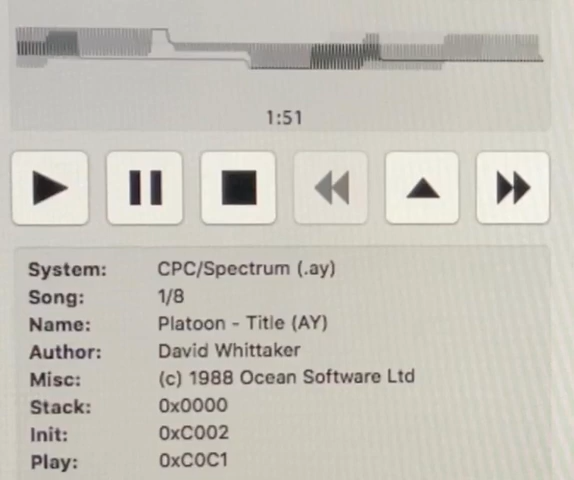 1:51
System: CPC/Spectrum (.ay)
Song: 1/8
Name: Platoon - Title (AY)
Author: David Whittaker
Misc: (c) 1988 Ocean Software Ltd
Stack: 0x0000
Init: 0xC002
Play: 0xC0C1